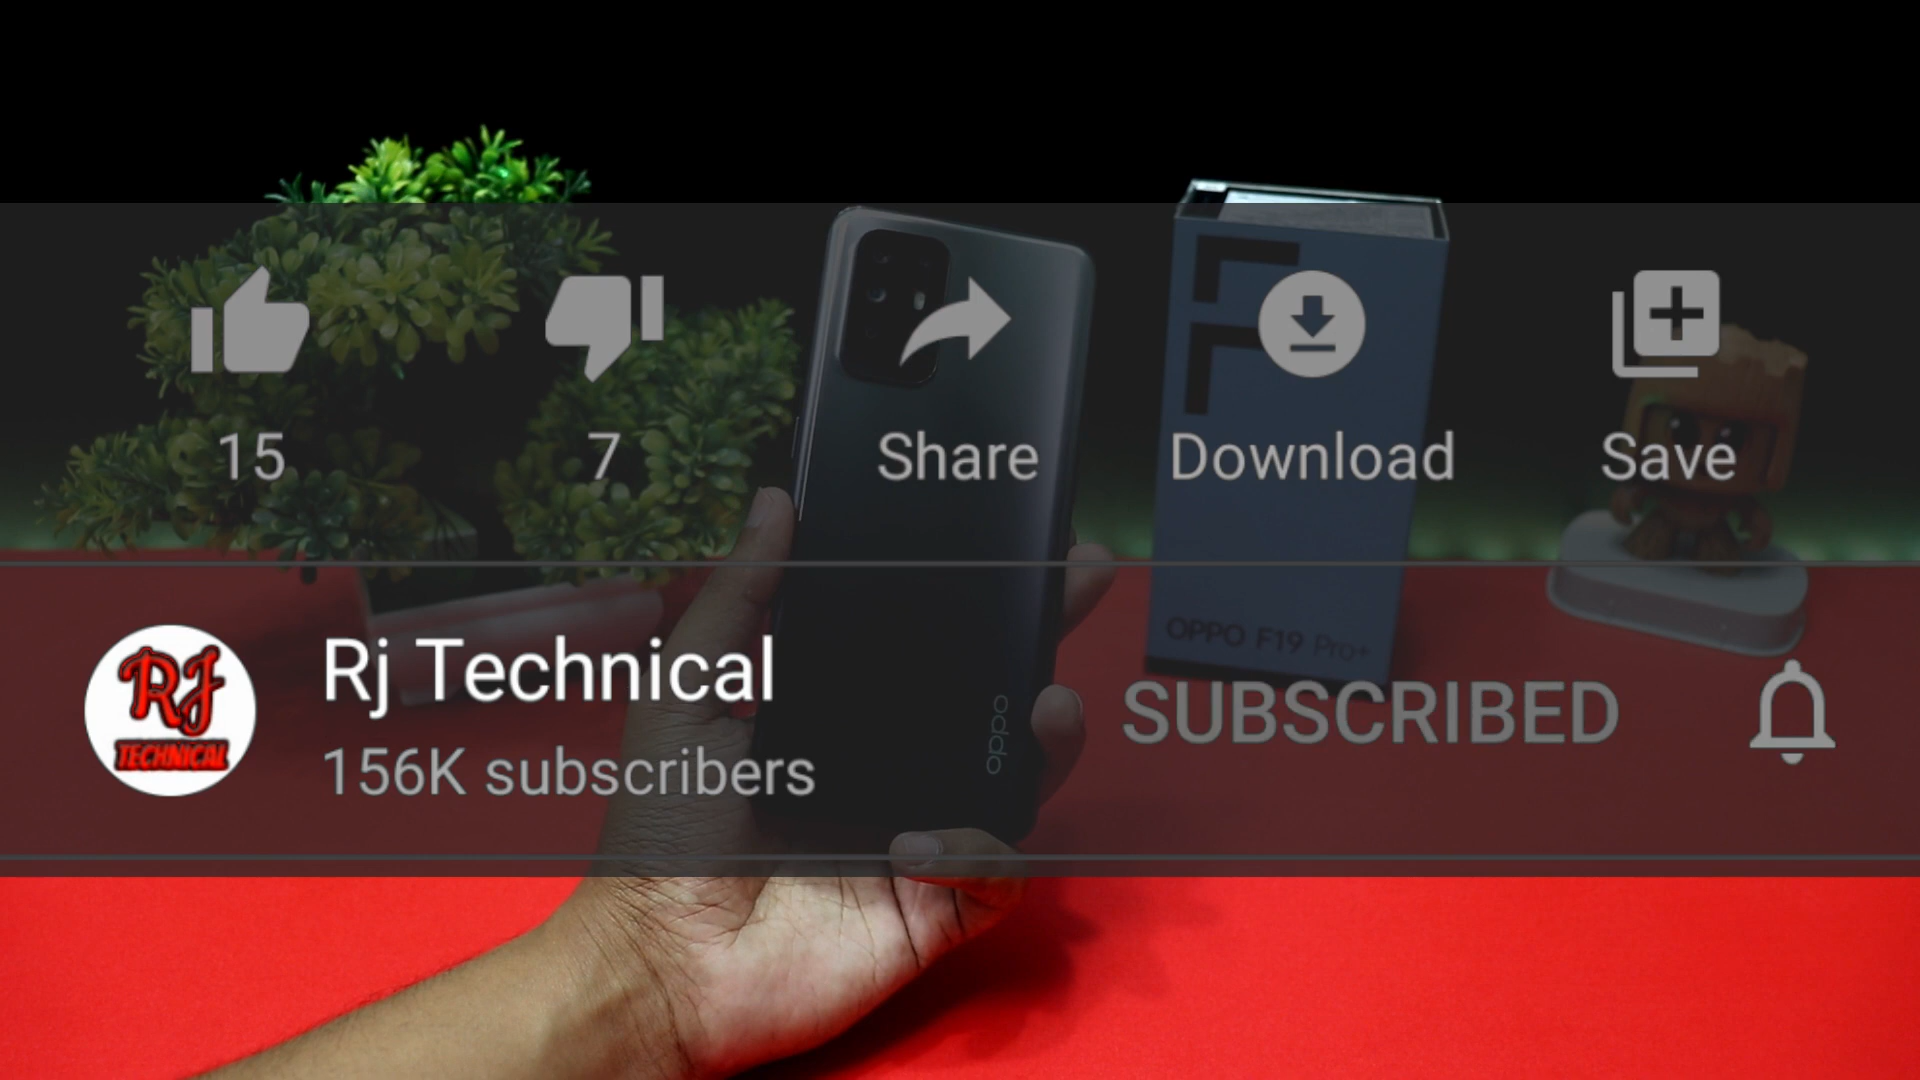 15
7
Share
Download
Save
OPPO F19 Pro+
RJ
TECHNICAL
Rj Technical
156K subscribers
oppo
SUBSCRIBED